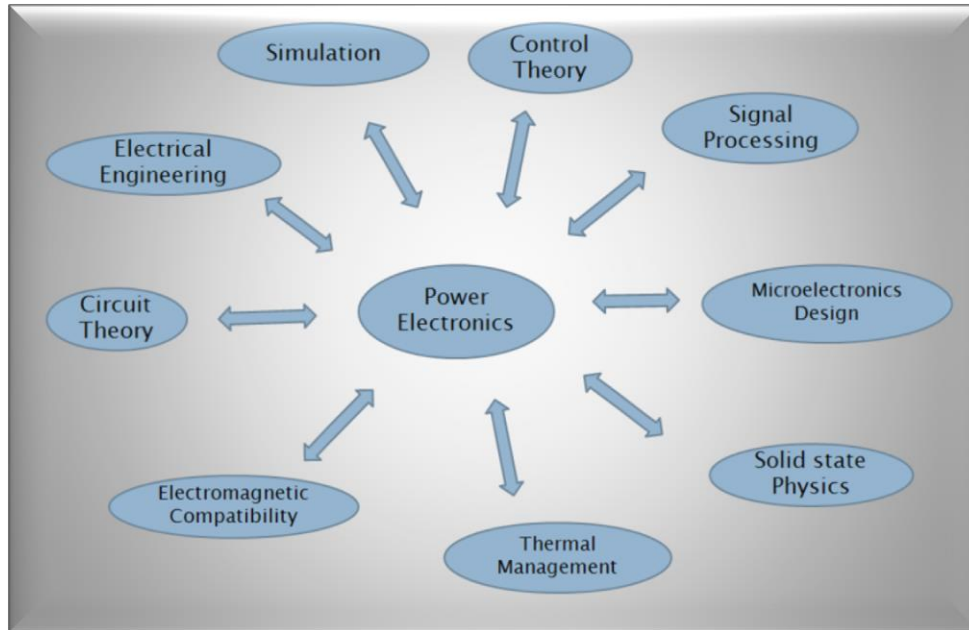 Simulation
Control
Theory
Signal
Processing
Electrical
Engineering
Circuit
Theory
Power
Electronics
Microelectronics
Design
Solid state
Physics
Electromagnetic
Compatibility
Thermal
Management